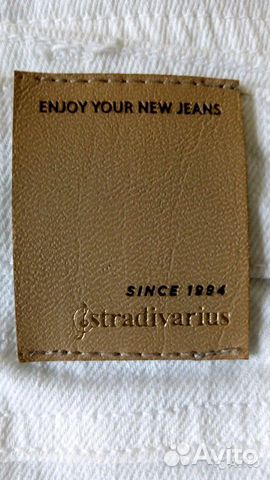 ENJOY YOUR NEW JEANS
SINCE 1994
stradivarius
Avito